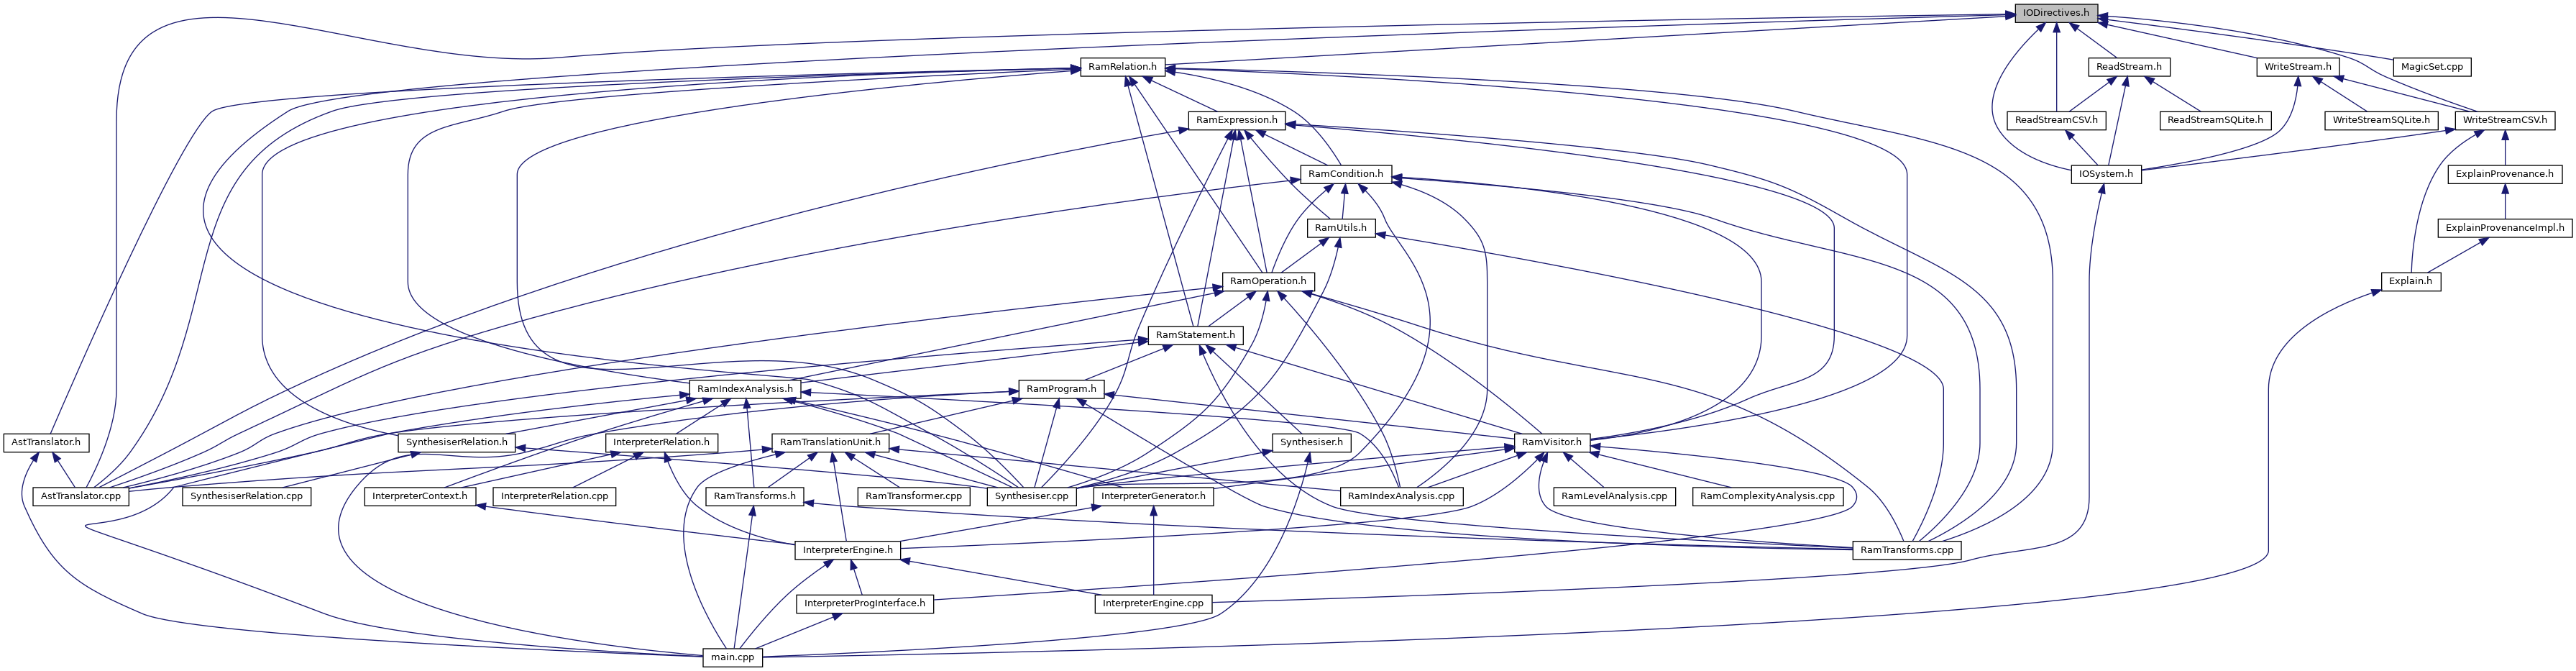 IODirectives.h
RamRelation.h
ReadStream.h
WriteStream.h
MagicSet.cpp
RamExpression.h
ReadStreamCSV.h
ReadStreamSQLite.h
WriteStreamSQLite.h
WriteStreamCSV.h
RamCondition.h
IOSystem.h
ExplainProvenance.h
RamUtils.h
ExplainProvenanceImpl.h
RamOperation.h
Explain.h
RamStatement.h
RamIndexAnalysis.h
RamProgram.h
AstTranslator.h
SynthesiserRelation.h
InterpreterRelation.h
RamTranslationUnit.h
Synthesiser.h
RamVisitor.h
AstTranslator.cpp
SynthesiserRelation.cpp
InterpreterContext.h
InterpreterRelation.cpp
RamTransforms.h
RamTransformer.cpp
Synthesiser.cpp
InterpreterGenerator.h
RamIndexAnalysis.cpp
RamLevelAnalysis.cpp
RamComplexityAnalysis.cpp
InterpreterEngine.h
RamTransforms.cpp
InterpreterProgInterface.h
InterpreterEngine.cpp
main.cpp